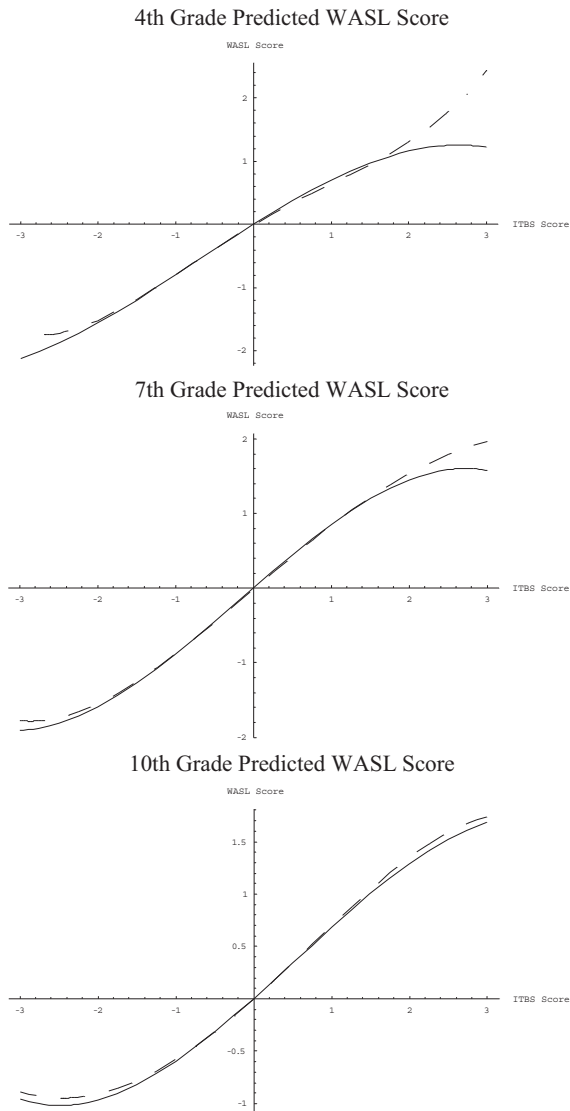 4th Grade Predicted WASL Score
WASL Score
2
1
-3 -2 -1 1 2 3 ITBS Score
-1
-2
7th Grade Predicted WASL Score
WASL Score
2
1
-3 -2 -1 1 2 3 ITBS Score
-1
-2
10th Grade Predicted WASL Score
WASL Score
1.5
1
0.5
-3 -2 -1 1 2 3 ITBS Score
-0.5
-1